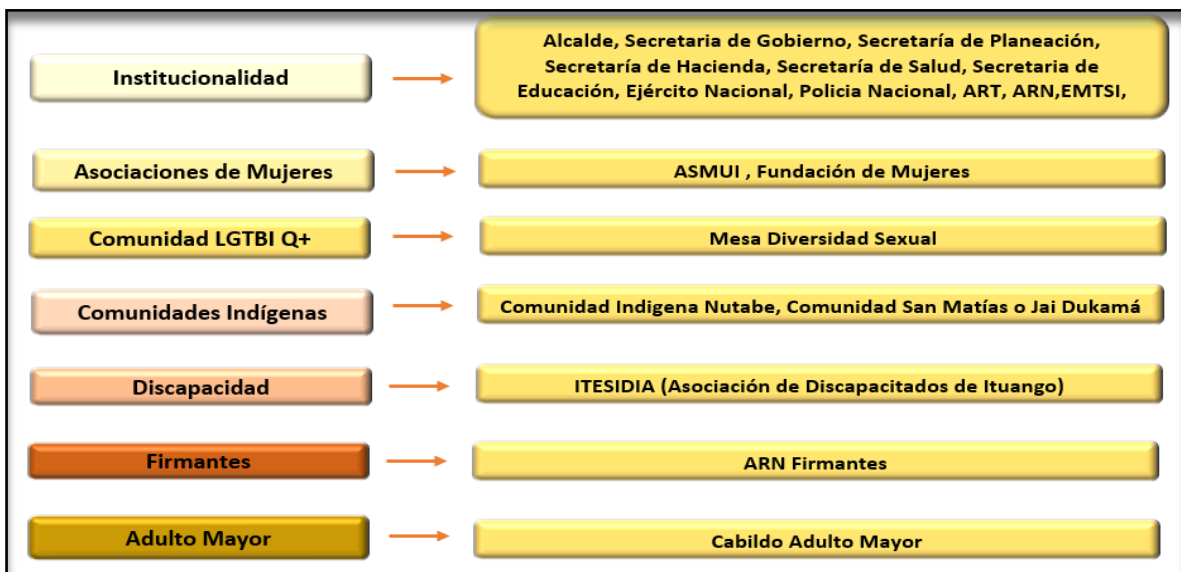 Institucionalidad
Alcalde, Secretaria de Gobierno, Secretaría de Planeación,
Secretaría de Hacienda, Secretaría de Salud, Secretaria de
Educación, Ejército Nacional, Policia Nacional, ART, ARN,EMTSI,
Asociaciones de Mujeres
ASMUI , Fundación de Mujeres
Comunidad LGTBI Q+
Mesa Diversidad Sexual
Comunidades Indígenas
Comunidad Indigena Nutabe, Comunidad San Matías o Jai Dukamá
Discapacidad
ITESIDIA (Asociación de Discapacitados de Ituango)
Firmantes
ARN Firmantes
Adulto Mayor
Cabildo Adulto Mayor